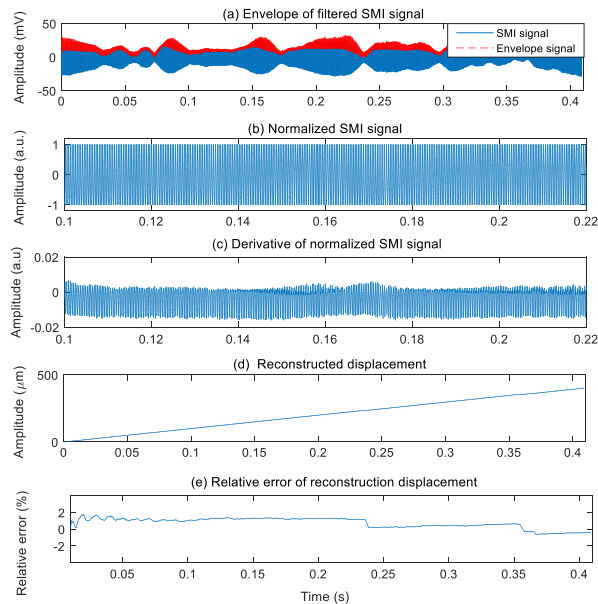 (a) Envelope of filtered SMI signal
Amplitude (mV)
50
0
-50
SMI signal
Envelope signal
0 0.05 0.1 0.15 0.2 0.25 0.3 0.35 0.4
(b) Normalized SMI signal
Amplitude (a.u.)
1
0
-1
0.1 0.12 0.14 0.16 0.18 0.2 0.22
(c) Derivative of normalized SMI signal
Amplitude (a.u)
0.02
0
-0.02
0.1 0.12 0.14 0.16 0.18 0.2 0.22
(d) Reconstructed displacement
Amplitude (μm)
500
0
0 0.05 0.1 0.15 0.2 0.25 0.3 0.35 0.4
(e) Relative error of reconstruction displacement
Relative error (%)
2
0
-2
0.05 0.1 0.15 0.2 0.25 0.3 0.35 0.4
Time (s)